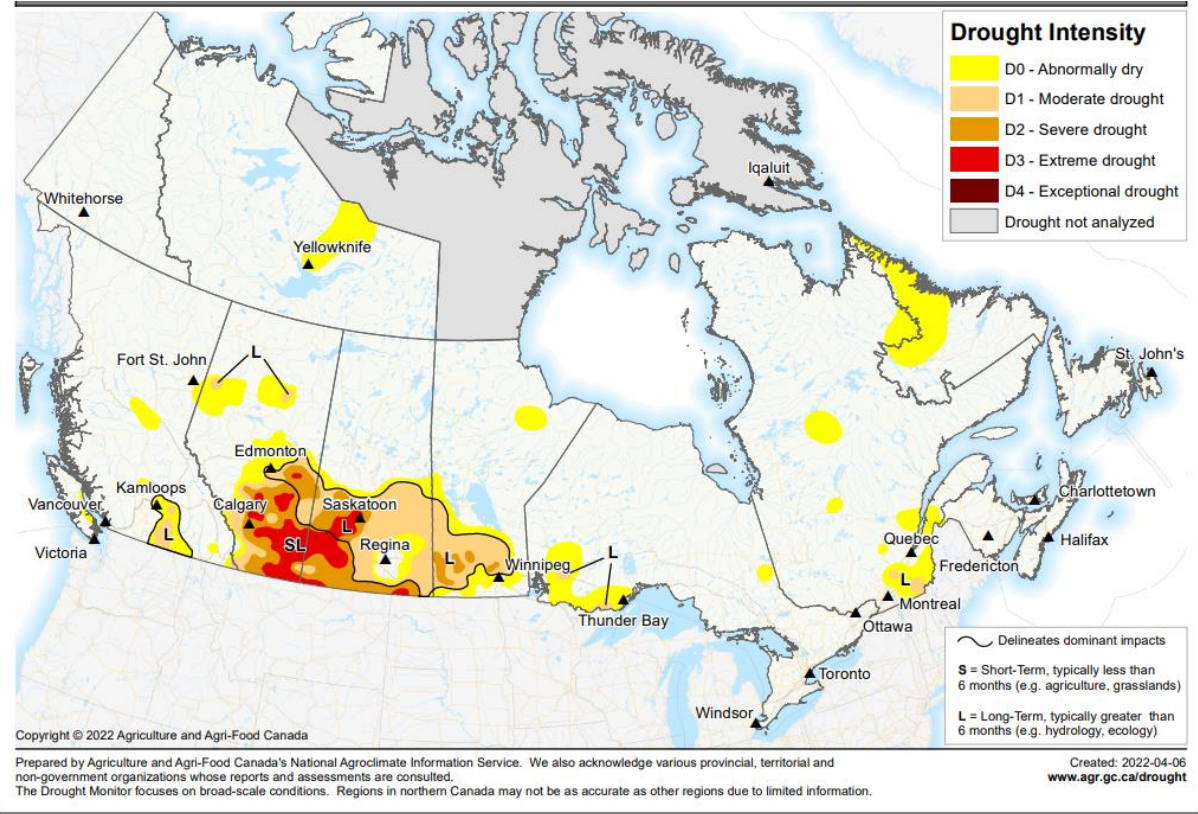 Drought Intensity
D0 - Abnormally dry
D1 - Moderate drought
D2 - Severe drought
D3 - Extreme drought
D4 - Exceptional drought
Drought not analyzed
Iqaluit
Whitehorse
Yellowknife
Fort St. John
L
St. John's
Edmonton
Kamloops
Vancouver
Calgary
Saskatoon
Charlottetown
L
L
SL
Regina
L
Victoria
Winnipeg
L
Quebec
Halifax
Fredericton
L
Montreal
Thunder Bay
Ottawa
Toronto
Windsor
Delineates dominant impacts
S = Short-Term, typically less than
6 months (e.g. agriculture, grasslands)
L = Long-Term, typically greater than
6 months (e.g. hydrology, ecology)
Copyright © 2022 Agriculture and Agri-Food Canada
Prepared by Agriculture and Agri-Food Canada's National Agroclimate Information Service. We also acknowledge various provincial, territorial and
non-government organizations whose reports and assessments are consulted.
The Drought Monitor focuses on broad-scale conditions. Regions in northern Canada may not be as accurate as other regions due to limited information.
Created: 2022-04-06
www.agr.gc.ca/drought